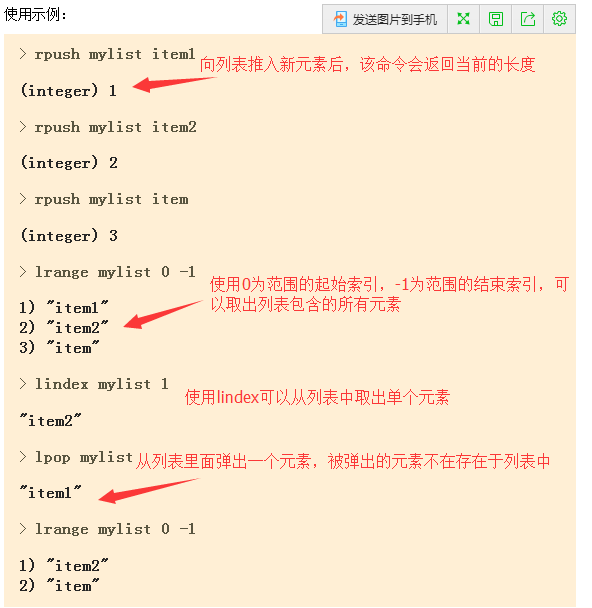 使用示例：
发送图片到手机
> rpush mylist item1
向列表推入新元素后，该命令会返回当前的长度
(integer) 1
> rpush mylist item2
(integer) 2
> rpush mylist item
(integer) 3
> lrange mylist 0 -1
使用0为范围的起始索引，-1为范围的结束索引，可
以取出列表包含的所有元素
1) "item1"
2) "item2"
3) "item"
> lindex mylist 1
使用lindex可以从列表中取出单个元素
"item2"
> lpop mylist
从列表里面弹出一个元素，被弹出的元素不在存在于列表中
"item1"
> lrange mylist 0 -1
1) "item2"
2) "item"